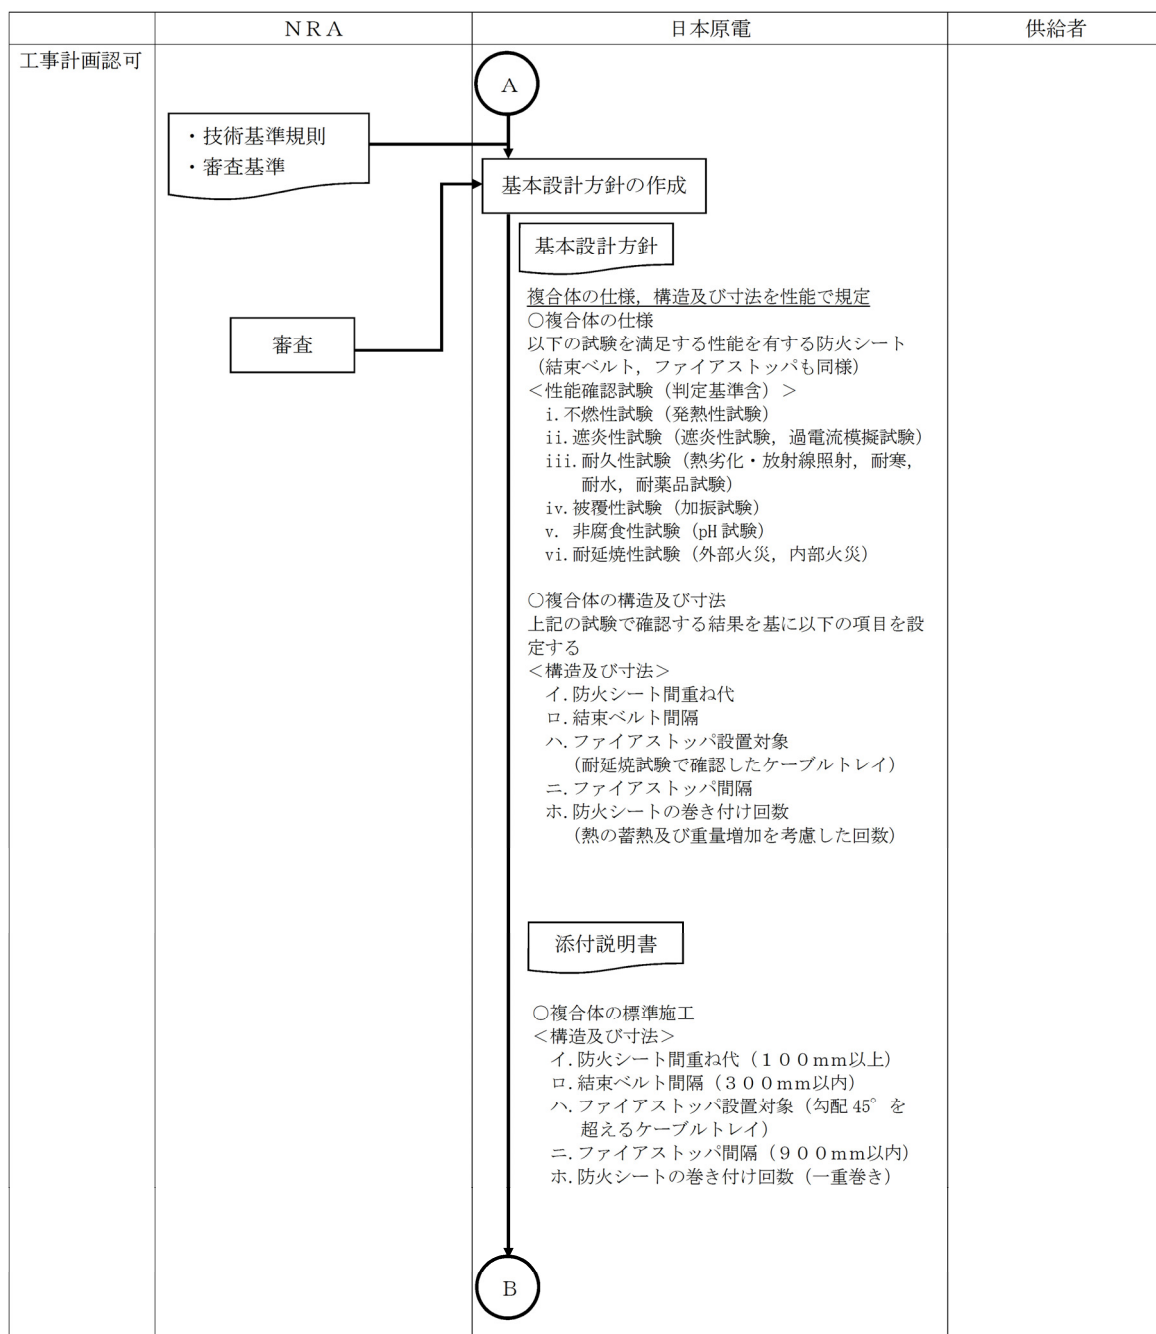 ＮＲＡ
日本原電
供給者
工事計画認可
Ａ
・技術基準規則
・審査基準
基本設計方針の作成
基本設計方針
審査
複合体の仕様，構造及び寸法を性能で規定
○複合体の仕様
以下の試験を満足する性能を有する防火シート
（結束ベルト，ファイアストッパも同様）
＜性能確認試験（判定基準含）＞
i.不燃性試験（発熱性試験）
ii.遮炎性試験（遮炎性試験，過電流模擬試験）
iii.耐久性試験（熱劣化・放射線照射，耐寒，
耐水，耐薬品試験）
iv.被覆性試験（加振試験）
v. 非腐食性試験（pH 試験）
vi.耐延焼性試験（外部火災，内部火災）
○複合体の構造及び寸法
上記の試験で確認する結果を基に以下の項目を設
定する
＜構造及び寸法＞
イ.防火シート間重ね代
ロ.結束ベルト間隔
ハ.ファイアストッパ設置対象
（耐延焼試験で確認したケーブルトレイ）
ニ.ファイアストッパ間隔
ホ.防火シートの巻き付け回数
（熱の蓄熱及び重量増加を考慮した回数）
添付説明書
○複合体の標準施工
＜構造及び寸法＞
イ.防火シート間重ね代（１００ｍｍ以上）
ロ.結束ベルト間隔（３００ｍｍ以内）
ハ.ファイアストッパ設置対象（勾配 45°を
超えるケーブルトレイ）
ニ.ファイアストッパ間隔（９００ｍｍ以内）
ホ.防火シートの巻き付け回数（一重巻き）
Ｂ